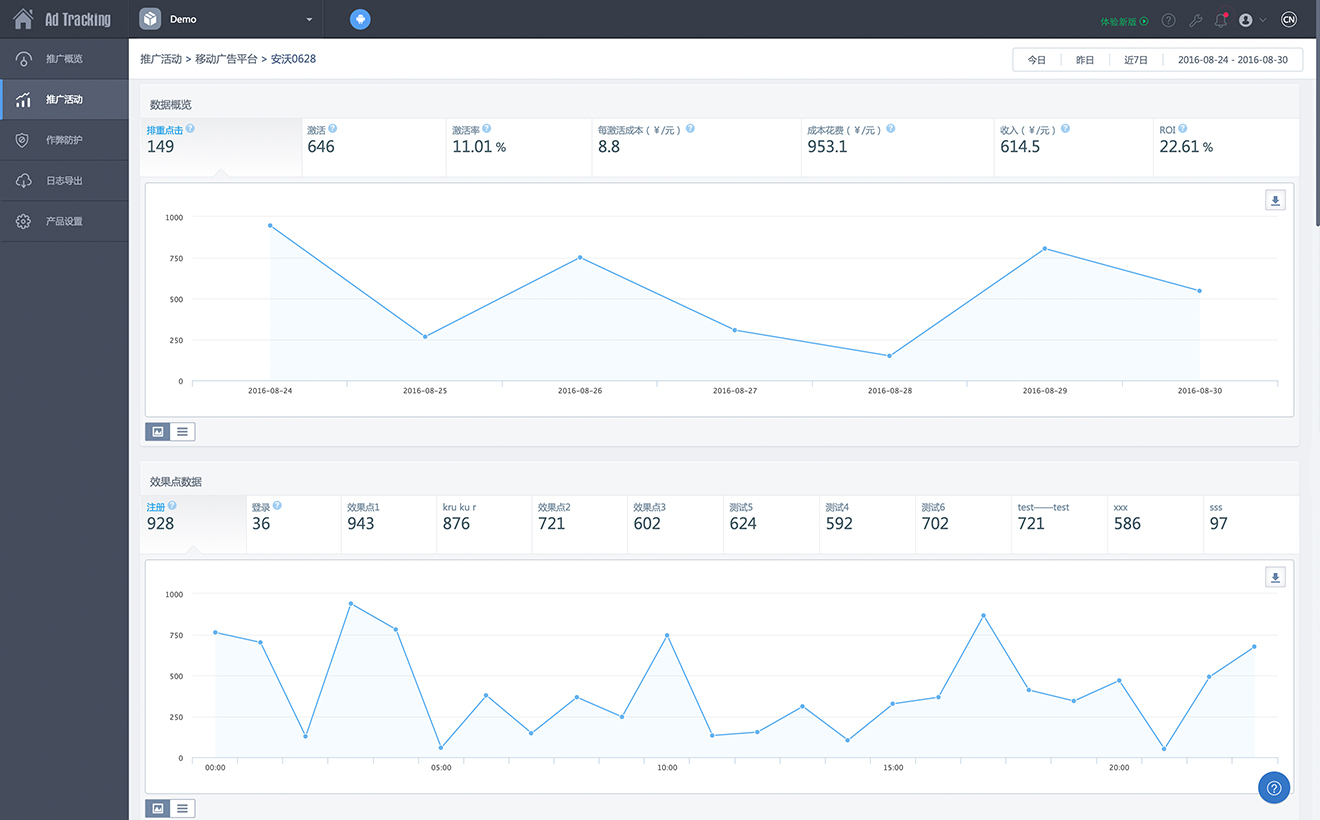 Ad Tracking
Demo
体验新版
CN
推广概览
推广活动
作弊防护
日志导出
产品设置
推广活动 > 移动广告平台 > 安沃0628
今日 昨日 近7日 2016-08-24 - 2016-08-30
数据概览
排重点击 激活 激活率 每激活成本 ( ¥/元 ) 成本花费 ( ¥/元 ) 收入 ( ¥/元 ) ROI
149 646 11.01 % 8.8 953.1 614.5 22.61 %
1000
750
500
250
0
2016-08-24 2016-08-25 2016-08-26 2016-08-27 2016-08-28 2016-08-29 2016-08-30
效果点数据
注册 登录 效果点1 kru ku r 效果点2 效果点3 测试5 测试4 测试6 test——test xxx sss
928 36 943 876 721 602 624 592 702 721 586 97
1000
750
500
250
0
00:00 05:00 10:00 15:00 20:00